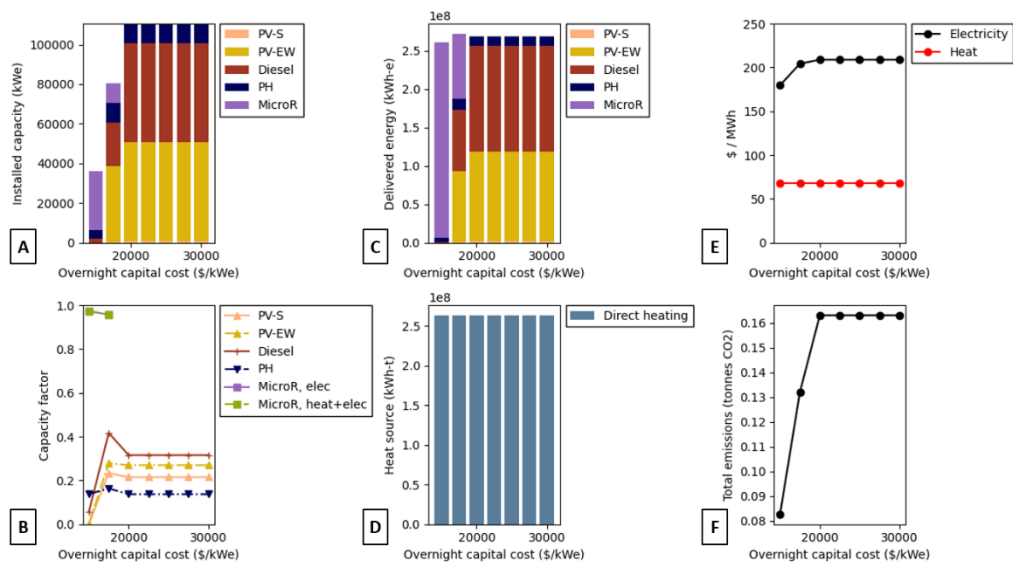 Installed capacity (kWe)
100000
80000
60000
40000
20000
0
20000 30000
Overnight capital cost ($/kWe)
PV-S
PV-EW
Diesel
PH
MicroR
A
1e8
Delivered energy (kWh-e)
2.5
2.0
1.5
1.0
0.5
0.0
20000 30000
Overnight capital cost ($/kWe)
PV-S
PV-EW
Diesel
PH
MicroR
C
$ / MWh
250
200
150
100
50
0
20000 30000
Overnight capital cost ($/kWe)
Electricity
Heat
E
Capacity factor
1.0
0.8
0.6
0.4
0.2
0.0
20000 30000
Overnight capital cost ($/kWe)
PV-S
PV-EW
Diesel
PH
MicroR, elec
MicroR, heat+elec
B
1e8
Heat source (kWh-t)
2.5
2.0
1.5
1.0
0.5
0.0
20000 30000
Overnight capital cost ($/kWe)
Direct heating
D
Total emissions (tonnes CO2)
0.16
0.15
0.14
0.13
0.12
0.11
0.10
0.09
0.08
20000 30000
Overnight capital cost ($/kWe)
F